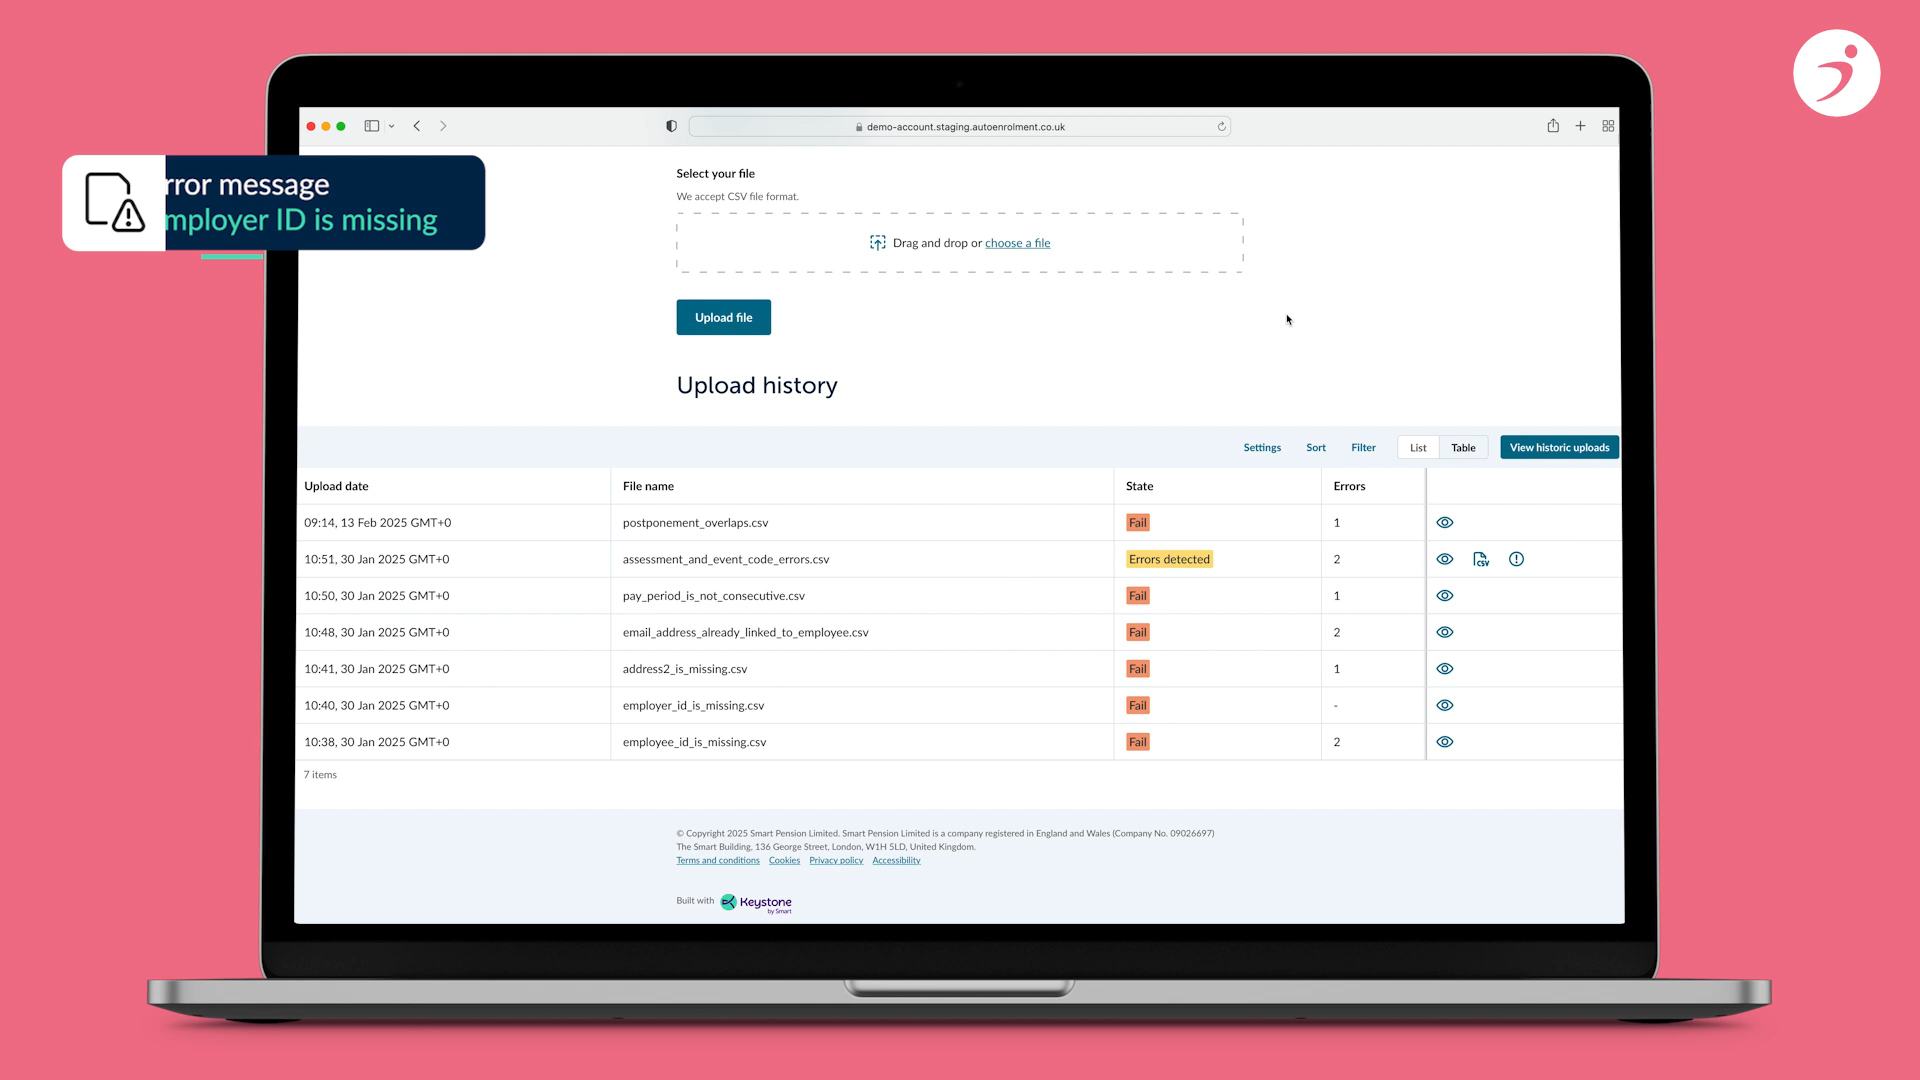 demo-account.staging.autoenrolment.co.uk
rror message
mployer ID is missing
Select your file
We accept CSV file format.
Drag and drop or choose a file
Upload file
Upload history
Settings Sort Filter List Table View historic uploads
Upload date File name State Errors
09:14, 13 Feb 2025 GMT+0 postponement_overlaps.csv Fail 1
10:51, 30 Jan 2025 GMT+0 assessment_and_event_code_errors.csv Errors detected 2 CSV
10:50, 30 Jan 2025 GMT+0 pay_period_is_not_consecutive.csv Fail 1
10:48, 30 Jan 2025 GMT+0 email_address_already_linked_to_employee.csv Fail 2
10:41, 30 Jan 2025 GMT+0 address2_is_missing.csv Fail 1
10:40, 30 Jan 2025 GMT+0 employer_id_is_missing.csv Fail -
10:38, 30 Jan 2025 GMT+0 employee_id_is_missing.csv Fail 2
7 items
© Copyright 2025 Smart Pension Limited. Smart Pension Limited is a company registered in England and Wales (Company No. 09026697)
The Smart Building, 136 George Street, London, W1H 5LD, United Kingdom.
Terms and conditions Cookies Privacy policy Accessibility
Built with Keystone
by Smart